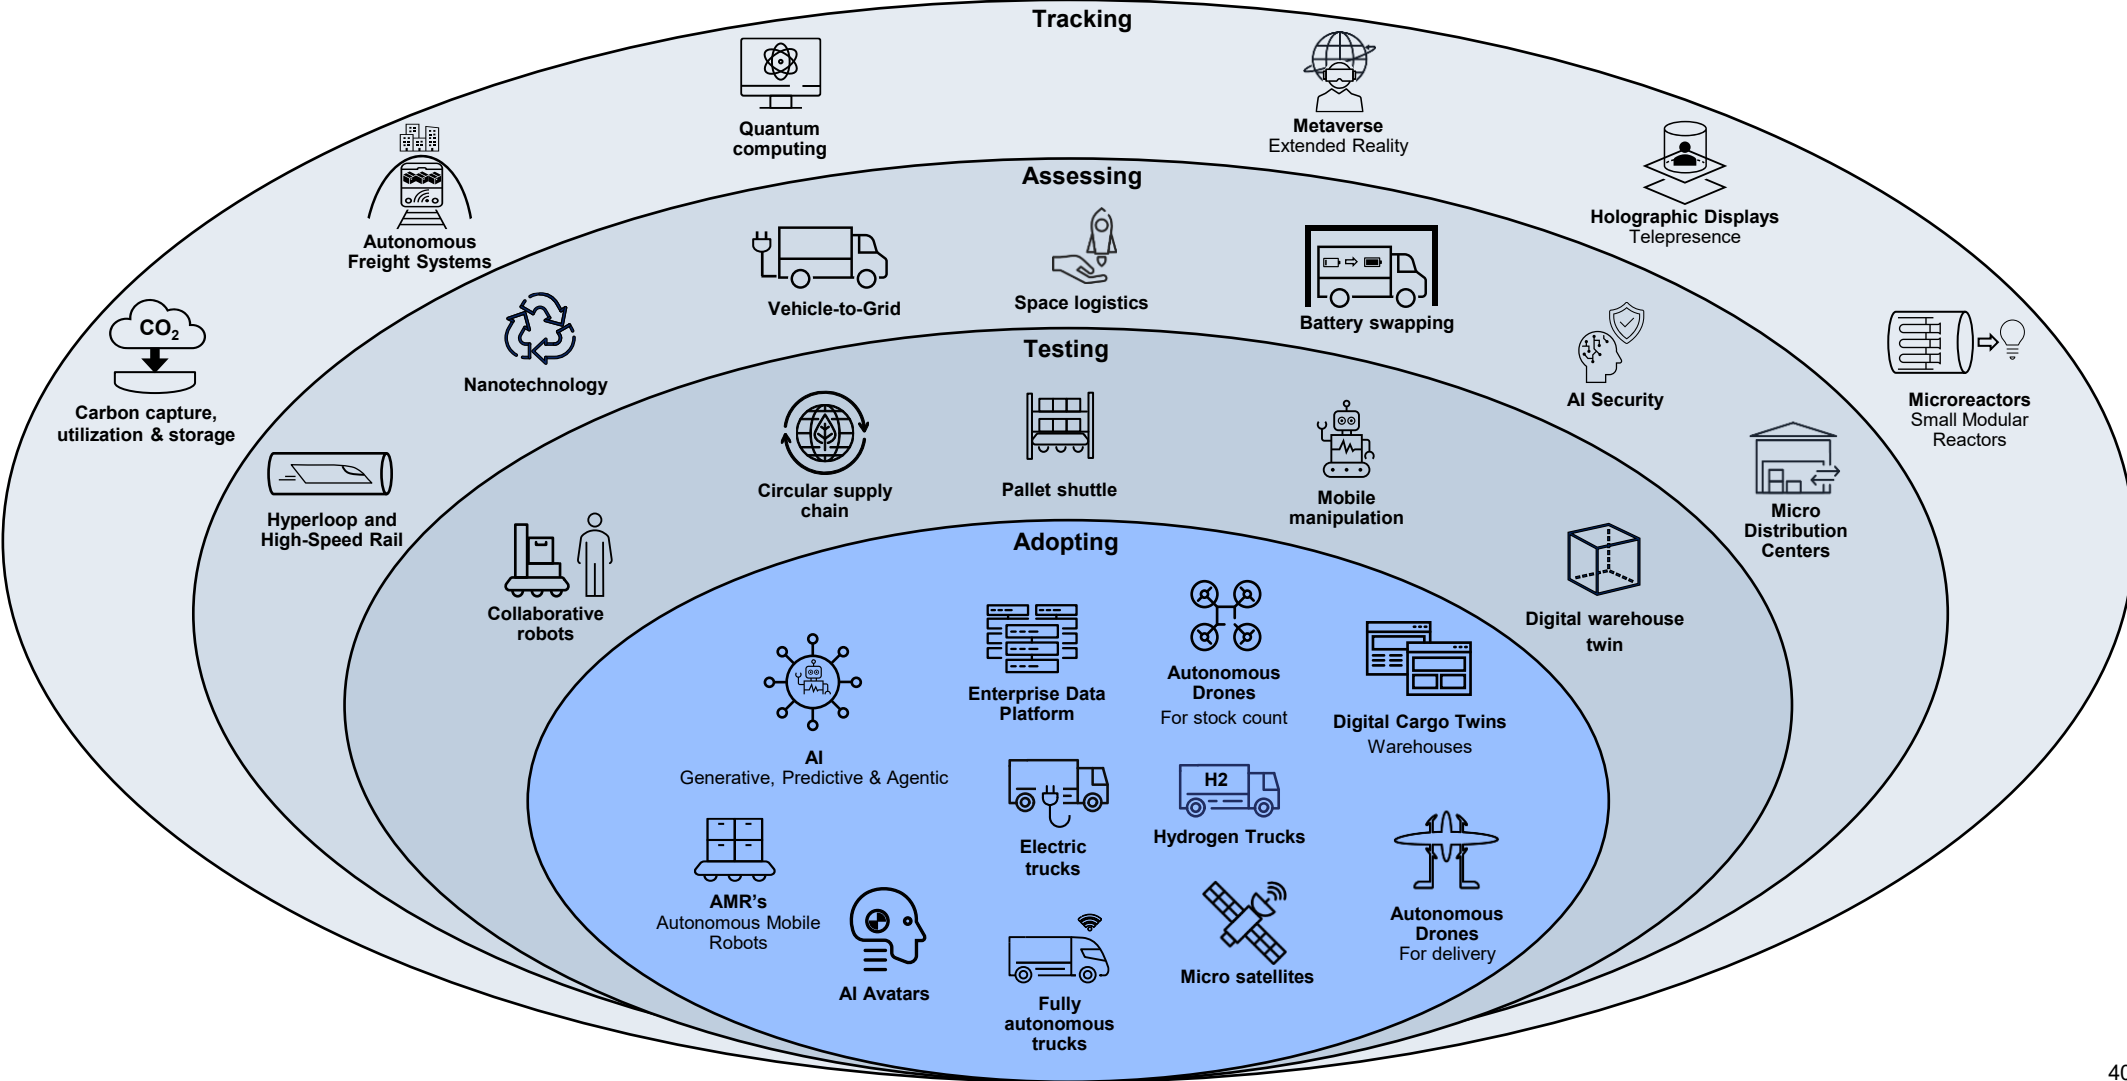 Tracking
Quantum
computing
Metaverse
Extended Reality
Autonomous
Freight Systems
Holographic Displays
Telepresence
CO2
Carbon capture,
utilization & storage
Microreactors
Small Modular
Reactors
Assessing
Vehicle-to-Grid
Space logistics
Battery swapping
Nanotechnology
AI Security
Hyperloop and
High-Speed Rail
Micro
Distribution
Centers
Testing
Circular supply
chain
Pallet shuttle
Mobile
manipulation
Collaborative
robots
Digital warehouse
twin
Adopting
Enterprise Data
Platform
Autonomous
Drones
For stock count
Digital Cargo Twins
Warehouses
AI
Generative, Predictive & Agentic
Electric
trucks
H2
Hydrogen Trucks
AMR's
Autonomous Mobile
Robots
AI Avatars
Fully
autonomous
trucks
Micro satellites
Autonomous
Drones
For delivery
40